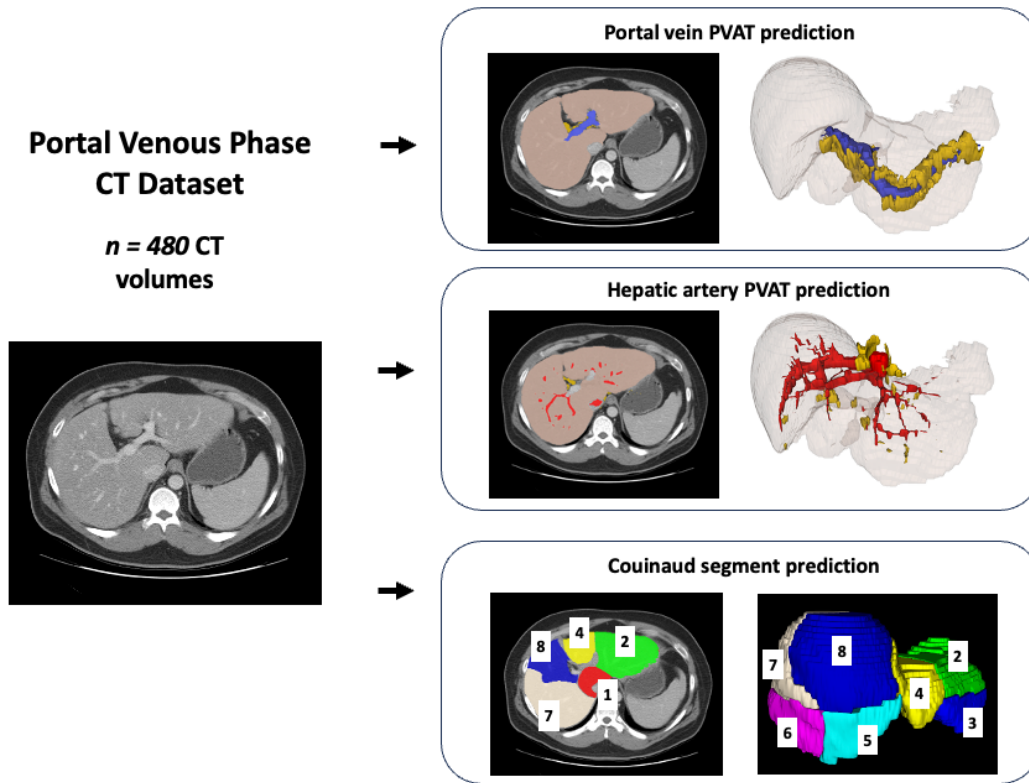 Portal Venous Phase
CT Dataset
n = 480 CT
volumes
Portal vein PVAT prediction
Hepatic artery PVAT prediction
Couinaud segment prediction
8
4
2
1
7
8
7
2
4
3
6
5